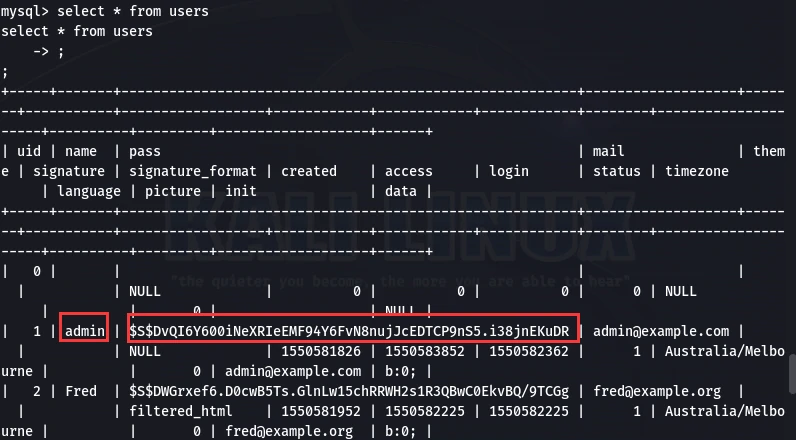 mysql> select * from users
select * from users
    -> ;
;
+-----+-------+---------------------------------------------------------+-------------------+-----
--+-----------+------------------+------------+------------+------------+--------+----------------
-----+----------+---------+-------------------+------+
| uid | name  | pass                                                    | mail              | them
e | signature | signature_format | created    | access     | login      | status | timezone
     | language | picture | init              | data |
+-----+-------+---------------------------------------------------------+-------------------+-----
--+-----------+------------------+------------+------------+------------+--------+----------------
-----+----------+---------+-------------------+------+
|   0 |       |                                                         |                   |
  |           | NULL             |          0 |          0 |          0 |      0 | NULL
     |          |       0 |                   | NULL |
|   1 | admin | $S$DvQI6Y600iNeXRIeEMF94Y6FvN8nujJcEDTCP9nS5.i38jnEKuDR | admin@example.com |
  |           | NULL             | 1550581826 | 1550583852 | 1550582362 |      1 | Australia/Melbo
urne |          |       0 | admin@example.com | b:0; |
|   2 | Fred  | $S$DWGrxef6.D0cwB5Ts.GlnLw15chRRWH2s1R3QBwC0EkvBQ/9TCGg | fred@example.org  |
  |           | filtered_html    | 1550581952 | 1550582225 | 1550582225 |      1 | Australia/Melbo
urne |          |       0 | fred@example.org  | b:0; |
KALI LINUX
"the quieter you become, the more you are able to hear"